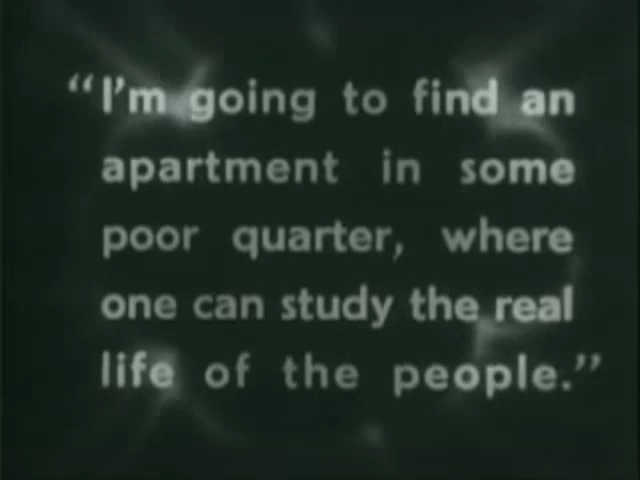 “I'm going to find an
apartment in some
poor quarter, where
one can study the real
life of the people.”